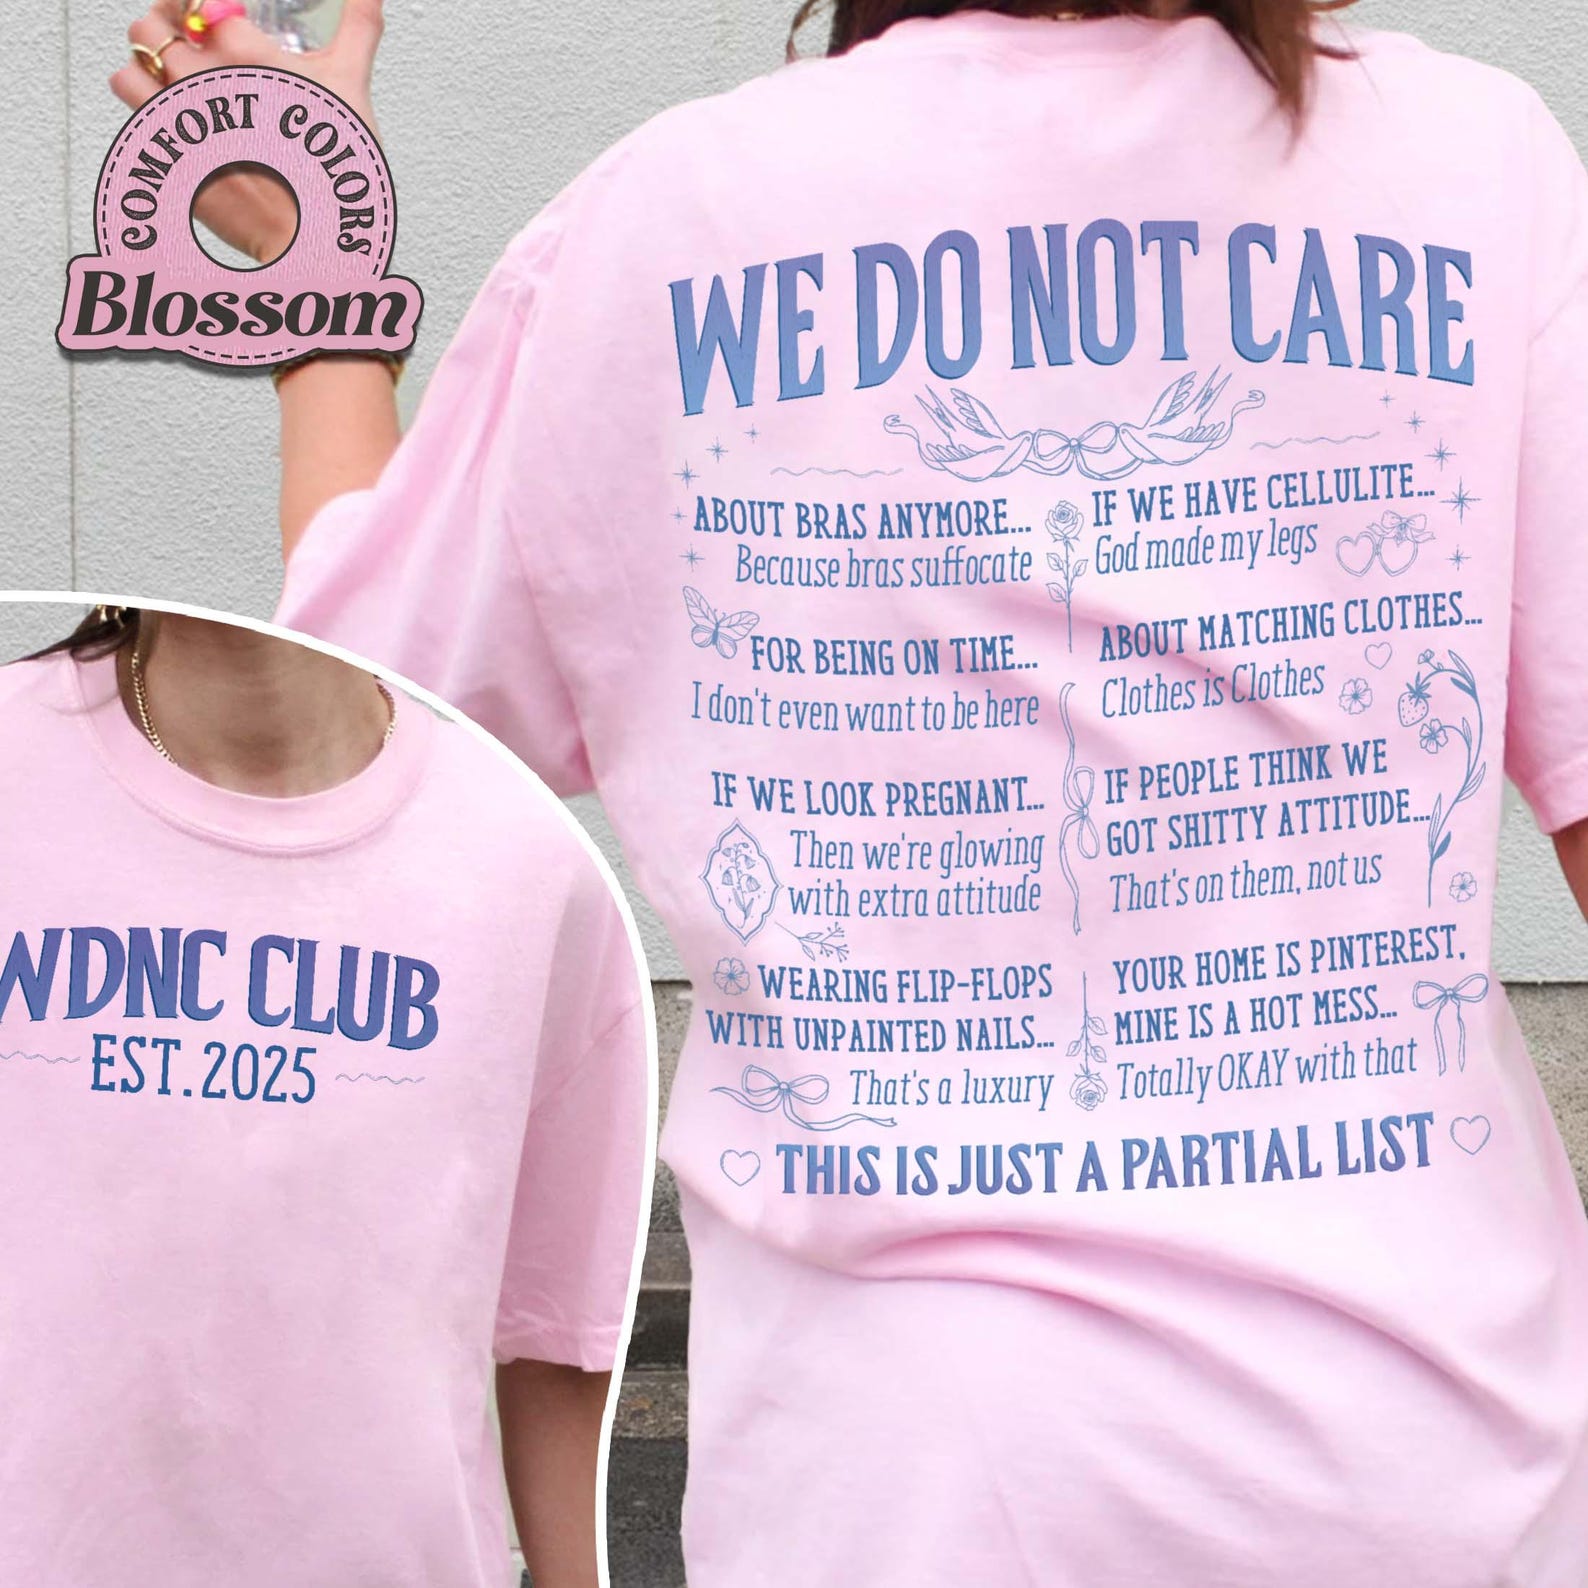 COMFORT COLORS
Blossom
WE DO NOT CARE
ABOUT BRAS ANYMORE...
Because bras suffocate
FOR BEING ON TIME...
I don't even want to be here
IF WE LOOK PREGNANT...
Then we're glowing
with extra attitude
WEARING FLIP-FLOPS
WITH UNPAINTED NAILS...
That's a luxury
IF WE HAVE CELLULITE...
God made my legs
ABOUT MATCHING CLOTHES...
Clothes is Clothes
IF PEOPLE THINK WE
GOT SHITTY ATTITUDE...
That's on them, not us
YOUR HOME IS PINTEREST,
MINE IS A HOT MESS...
Totally OKAY with that
THIS IS JUST A PARTIAL LIST
WDNC CLUB
EST.2025